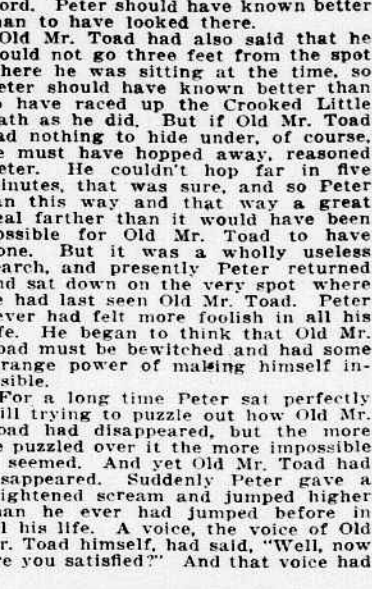 ord. Peter should have known better
an to have looked there.
Old Mr. Toad had also said that he
ould not go three feet from the spot
here he was sitting at the time, so
eter should have known better than
o have raced up the Crooked Little
ath as he did. But if Old Mr. Toad
ad nothing to hide under, of course,
e must have hopped away, reasoned
eter. He couldn't hop far in five
inutes, that was sure, and so Peter
an this way and that way a great
eal farther than it would have been
ossible for Old Mr. Toad to have
one. But it was a wholly useless
earch, and presently Peter returned
nd sat down on the very spot where
e had last seen Old Mr. Toad. Peter
ever had felt more foolish in all his
fe. He began to think that Old Mr.
oad must be bewitched and had some
range power of making himself in-
sible.
For a long time Peter sat perfectly
ill trying to puzzle out how Old Mr.
oad had disappeared, but the more
e puzzled over it the more impossible
seemed. And yet Old Mr. Toad had
sappeared. Suddenly Peter gave a
ightened scream and jumped higher
an he ever had jumped before in
l his life. A voice, the voice of Old
r. Toad himself, had said, "Well, now
re you satisfied?" And that voice had